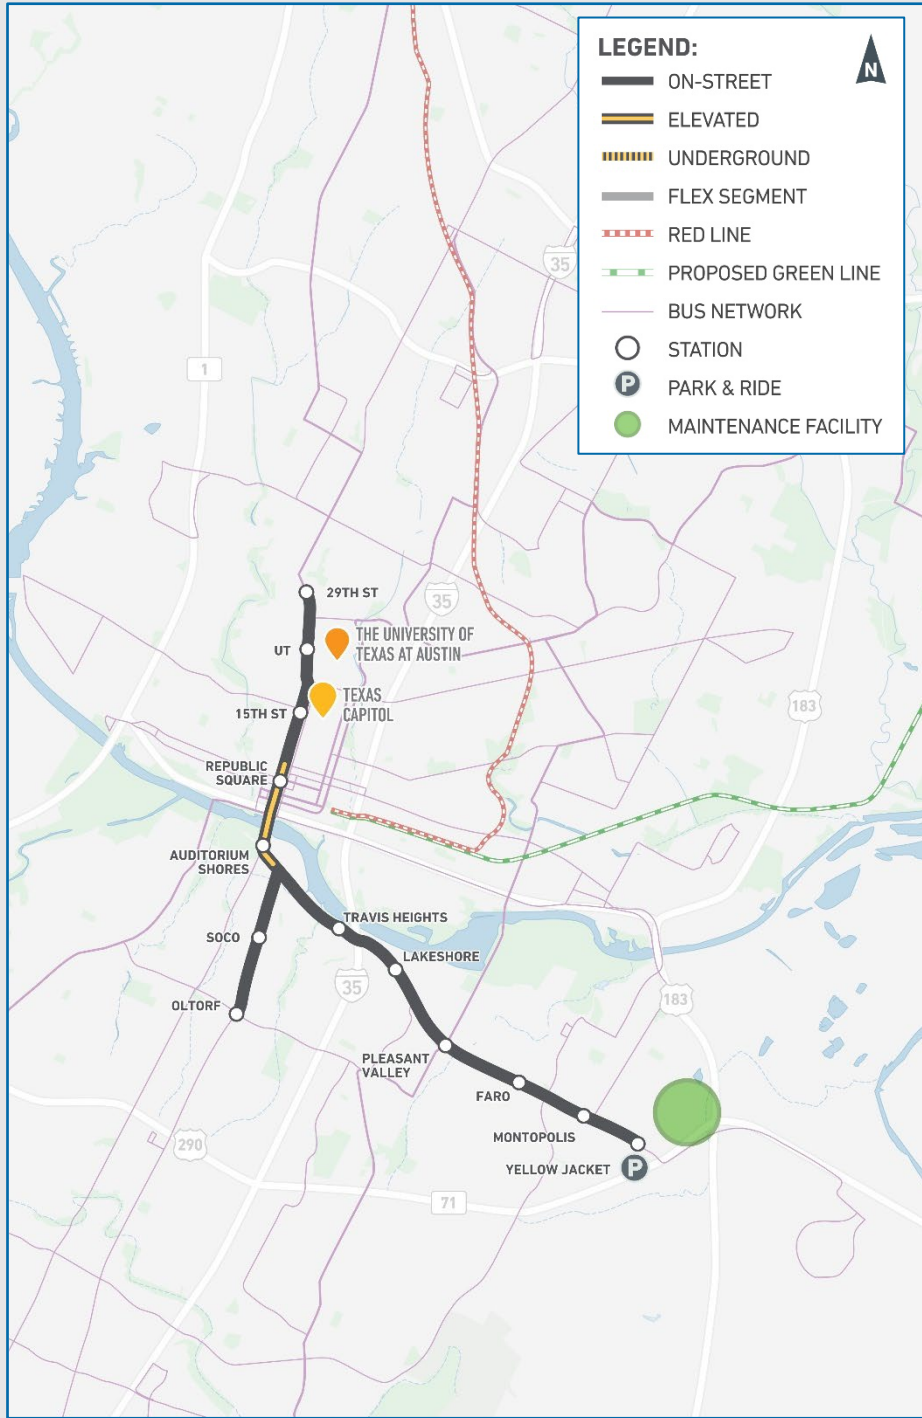 LEGEND:
N
ON-STREET
ELEVATED
UNDERGROUND
FLEX SEGMENT
RED LINE
PROPOSED GREEN LINE
BUS NETWORK
STATION
P
PARK & RIDE
MAINTENANCE FACILITY
35
1
29TH ST
35
UT
THE UNIVERSITY OF
TEXAS AT AUSTIN
TEXAS
CAPITOL
15TH ST
183
REPUBLIC
SQUARE
AUDITORIUM
SHORES
TRAVIS HEIGHTS
SOCO
LAKESHORE
35
183
OLTORF
PLEASANT
VALLEY
FARO
MONTOPOLIS
290
YELLOW JACKET
P
71